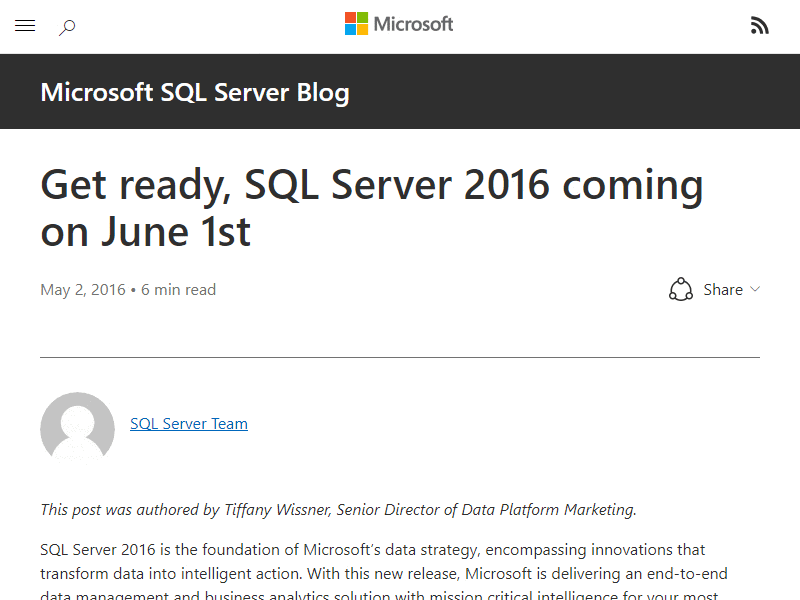 Microsoft
Microsoft SQL Server Blog
Get ready, SQL Server 2016 coming
on June 1st
May 2, 2016 • 6 min read
Share
SQL Server Team
This post was authored by Tiffany Wissner, Senior Director of Data Platform Marketing.
SQL Server 2016 is the foundation of Microsoft’s data strategy, encompassing innovations that
transform data into intelligent action. With this new release, Microsoft is delivering an end-to-end
data management and business analytics solution with mission critical intelligence for your most